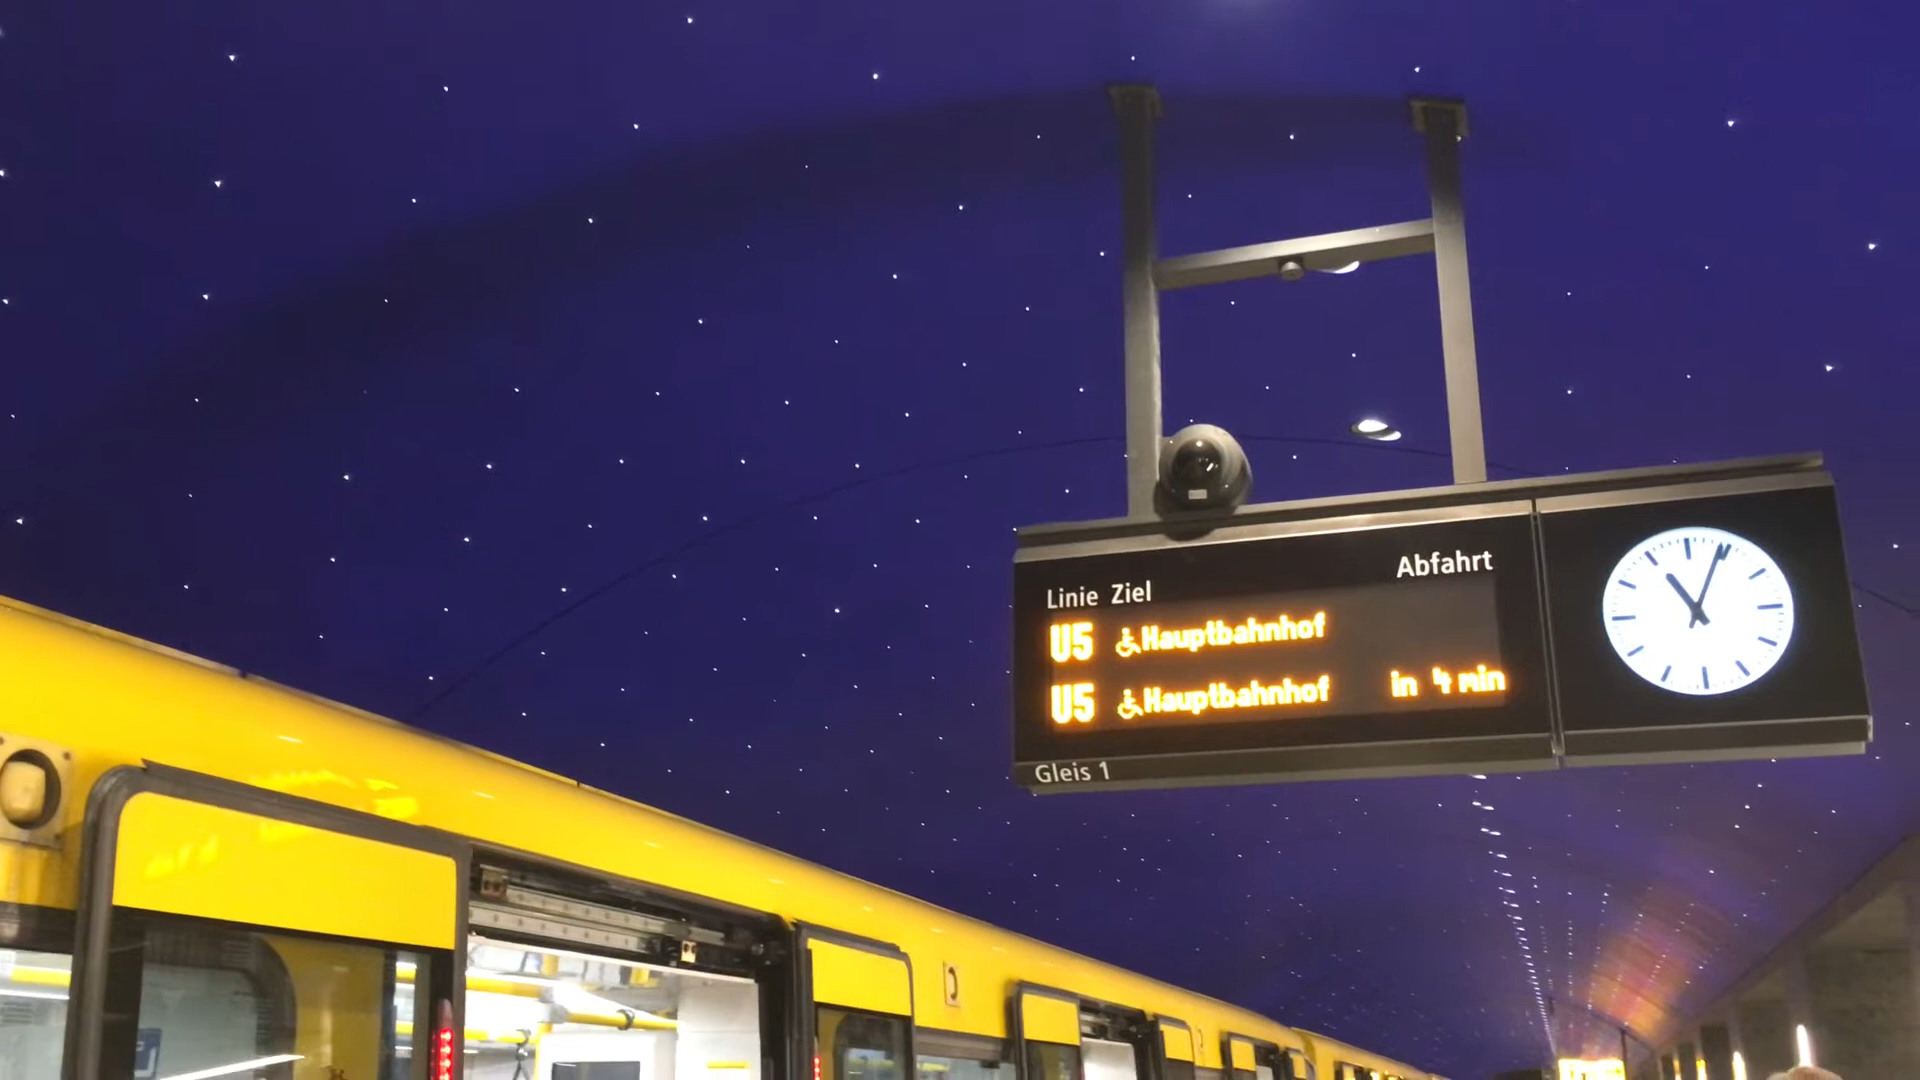 Abfahrt
Linie Ziel
U5 Hauptbahnhof
U5 Hauptbahnhof in 4 min
Gleis 1